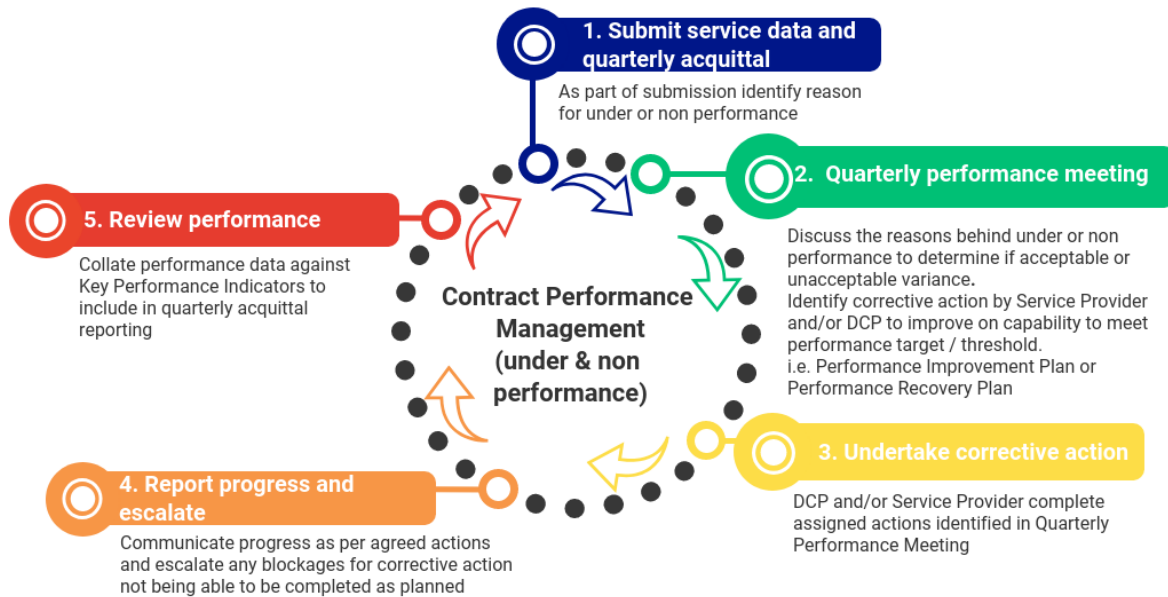 1. Submit service data and
quarterly acquittal
As part of submission identify reason
for under or non performance
2.  Quarterly performance meeting
Discuss the reasons behind under or non
performance to determine if acceptable or
unacceptable variance.
Identify corrective action by Service Provider
and/or DCP to improve on capability to meet
performance target / threshold.
i.e. Performance Improvement Plan or
Performance Recovery Plan
3. Undertake corrective action
DCP and/or Service Provider complete
assigned actions identified in Quarterly
Performance Meeting
4. Report progress and
escalate
Communicate progress as per agreed actions
and escalate any blockages for corrective action
not being able to be completed as planned
5. Review performance
Collate performance data against
Key Performance Indicators to
include in quarterly acquittal
reporting
Contract Performance
Management
(under & non
performance)